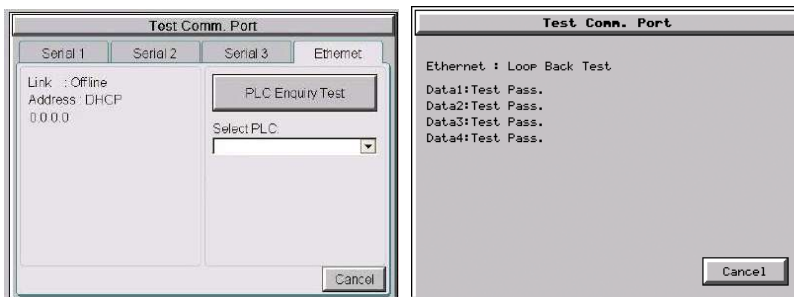 Test Comm. Port
Serial 1 Serial 2 Serial 3 Ethernet
Link : Offline
Address : DHCP
0.0.0.0
PLC Enquiry Test
Select PLC
Cancel
Test Comm. Port
Ethernet : Loop Back Test
Data1:Test Pass.
Data2:Test Pass.
Data3:Test Pass.
Data4:Test Pass.
Cancel